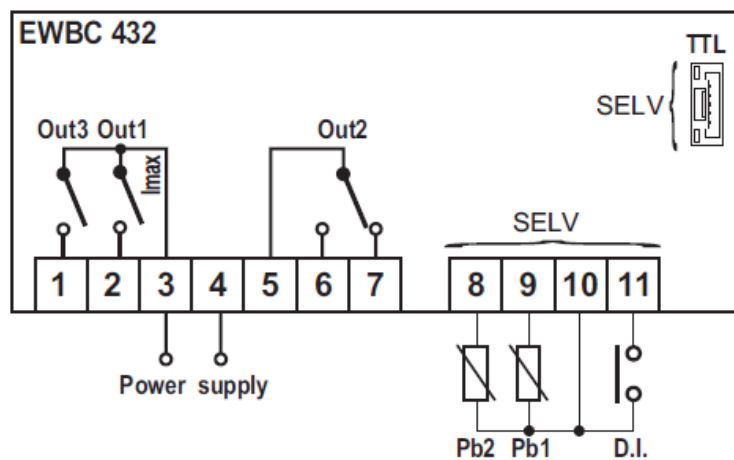 EWBC 432
TTL
SELV
Out3 Out1 Out2
Imax
SELV
1 2 3 4 5 6 7 8 9 10 11
Power supply
Pb2 Pb1 D.I.